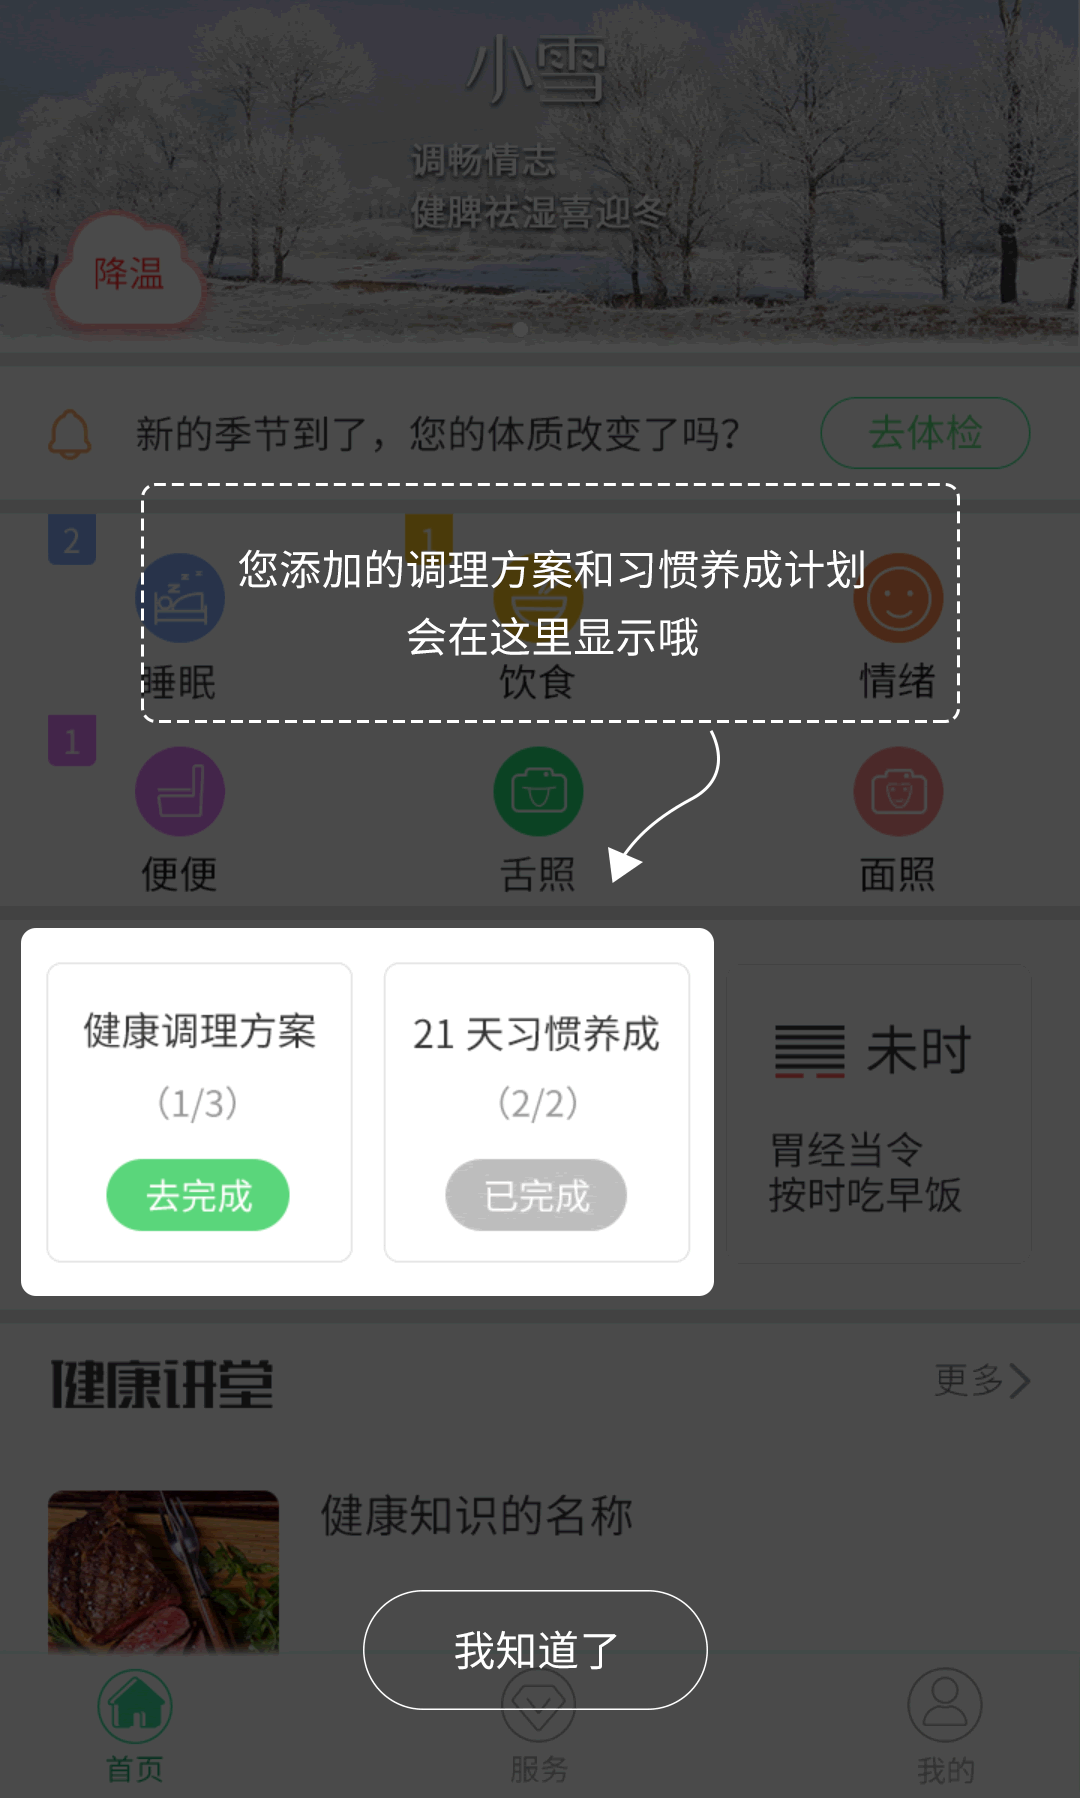 小雪
调畅情志
健脾祛湿喜迎冬
降温
新的季节到了，您的体质改变了吗？
去体检
2
1
您添加的调理方案和习惯养成计划
会在这里显示哦
睡眠
饮食
情绪
1
便便
舌照
面照
健康调理方案
（1/3）
去完成
21 天习惯养成
（2/2）
已完成
未时
胃经当令
按时吃早饭
健康讲堂
更多
健康知识的名称
我知道了
首页
服务
我的